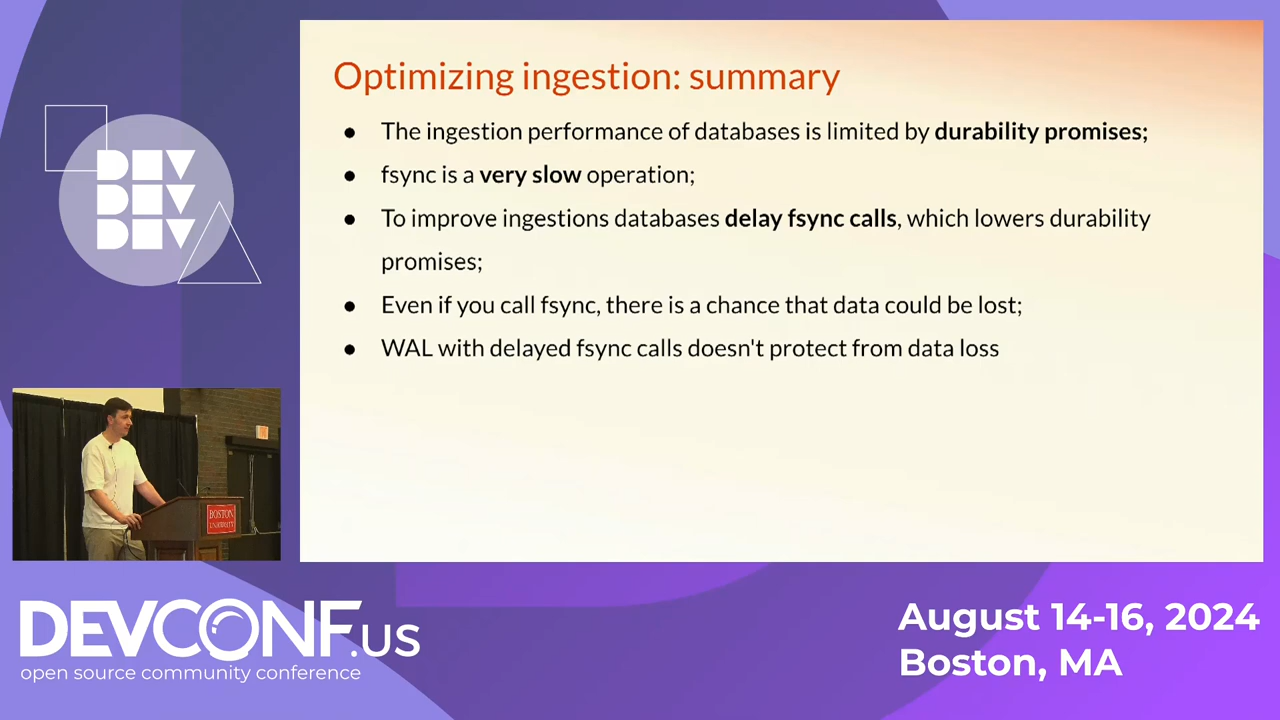 Optimizing ingestion: summary
● The ingestion performance of databases is limited by durability promises;
● fsync is a very slow operation;
● To improve ingestions databases delay fsync calls, which lowers durability
promises;
● Even if you call fsync, there is a chance that data could be lost;
● WAL with delayed fsync calls doesn't protect from data loss
DEV
DEV
DEV
BOSTON
UNIVERSITY
DEVCONF.US
open source community conference
August 14-16, 2024
Boston, MA